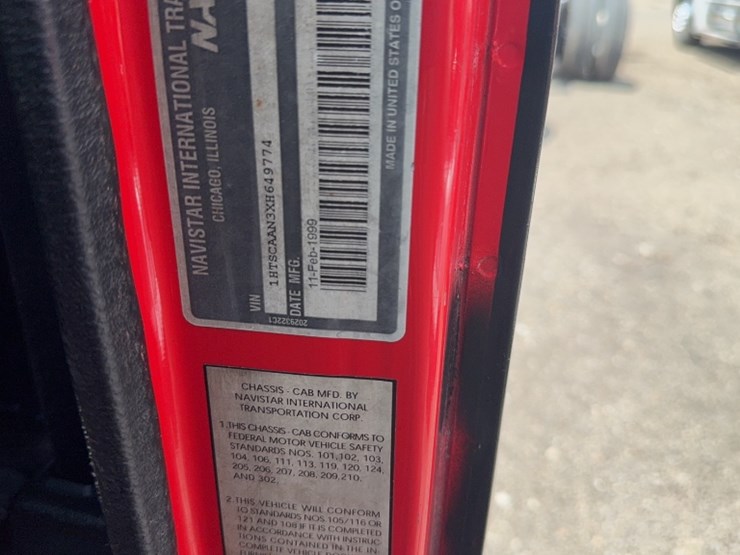 NAVISTAR INTERNATIONAL
CHICAGO, ILLINOIS
VIN
1HTSCAAN3XH649774
DATE MFG.
11-Feb-1999
MADE IN UNITED STATES
2029322C1
CHASSIS - CAB MFD. BY
NAVISTAR INTERNATIONAL
TRANSPORTATION CORP.
1. THIS CHASSIS - CAB CONFORMS TO
FEDERAL MOTOR VEHICLE SAFETY
STANDARDS NOS. 101, 102, 103,
104, 106, 111, 113, 119, 120, 124,
205, 206, 207, 208, 209, 210,
AND 302.
2. THIS VEHICLE WILL CONFORM
TO STANDARDS NOS 105/116 OR
121 AND 108 IF IT IS COMPLETED
IN ACCORDANCE WITH INSTRUC-
TIONS CONTAINED IN THE IN-
COMPLETE VEHICLE